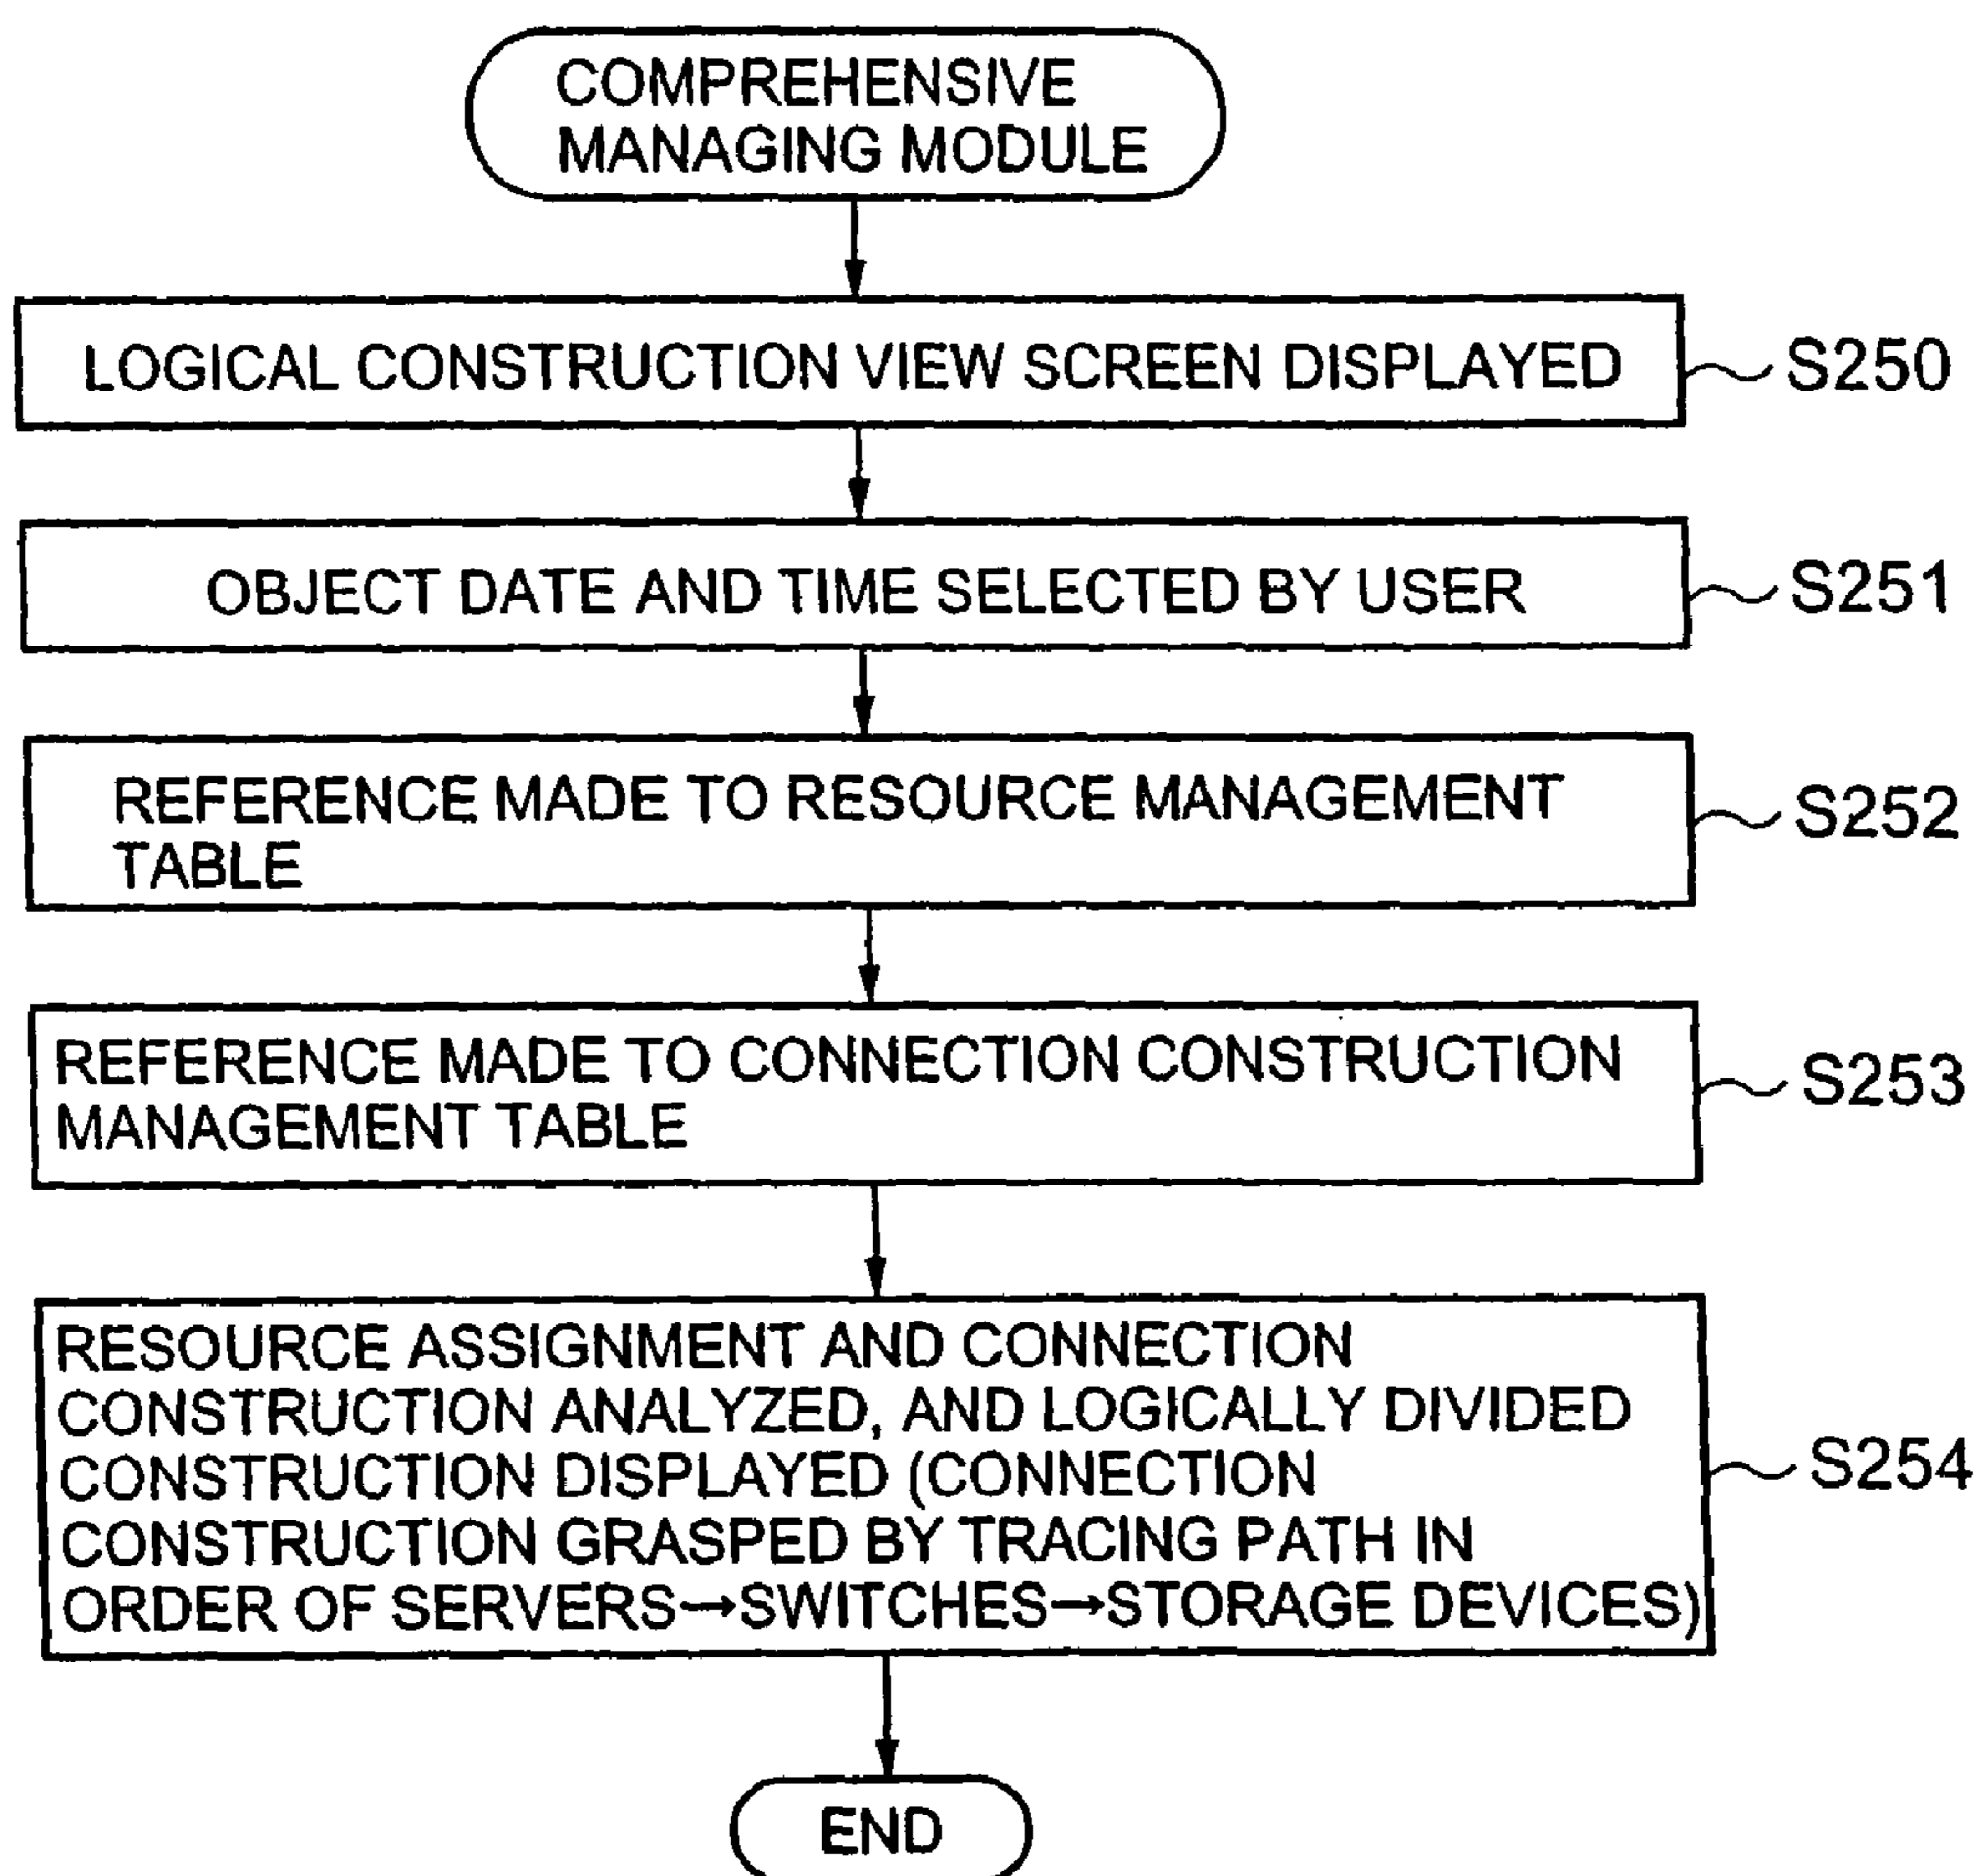 COMPREHENSIVE
MANAGING MODULE
LOGICAL CONSTRUCTION VIEW SCREEN DISPLAYED
S250
OBJECT DATE AND TIME SELECTED BY USER
S251
REFERENCE MADE TO RESOURCE MANAGEMENT
TABLE
S252
REFERENCE MADE TO CONNECTION CONSTRUCTION
MANAGEMENT TABLE
S253
RESOURCE ASSIGNMENT AND CONNECTION
CONSTRUCTION ANALYZED, AND LOGICALLY DIVIDED
CONSTRUCTION DISPLAYED (CONNECTION
CONSTRUCTION GRASPED BY TRACING PATH IN
ORDER OF SERVERS→SWITCHES→STORAGE DEVICES)
S254
END